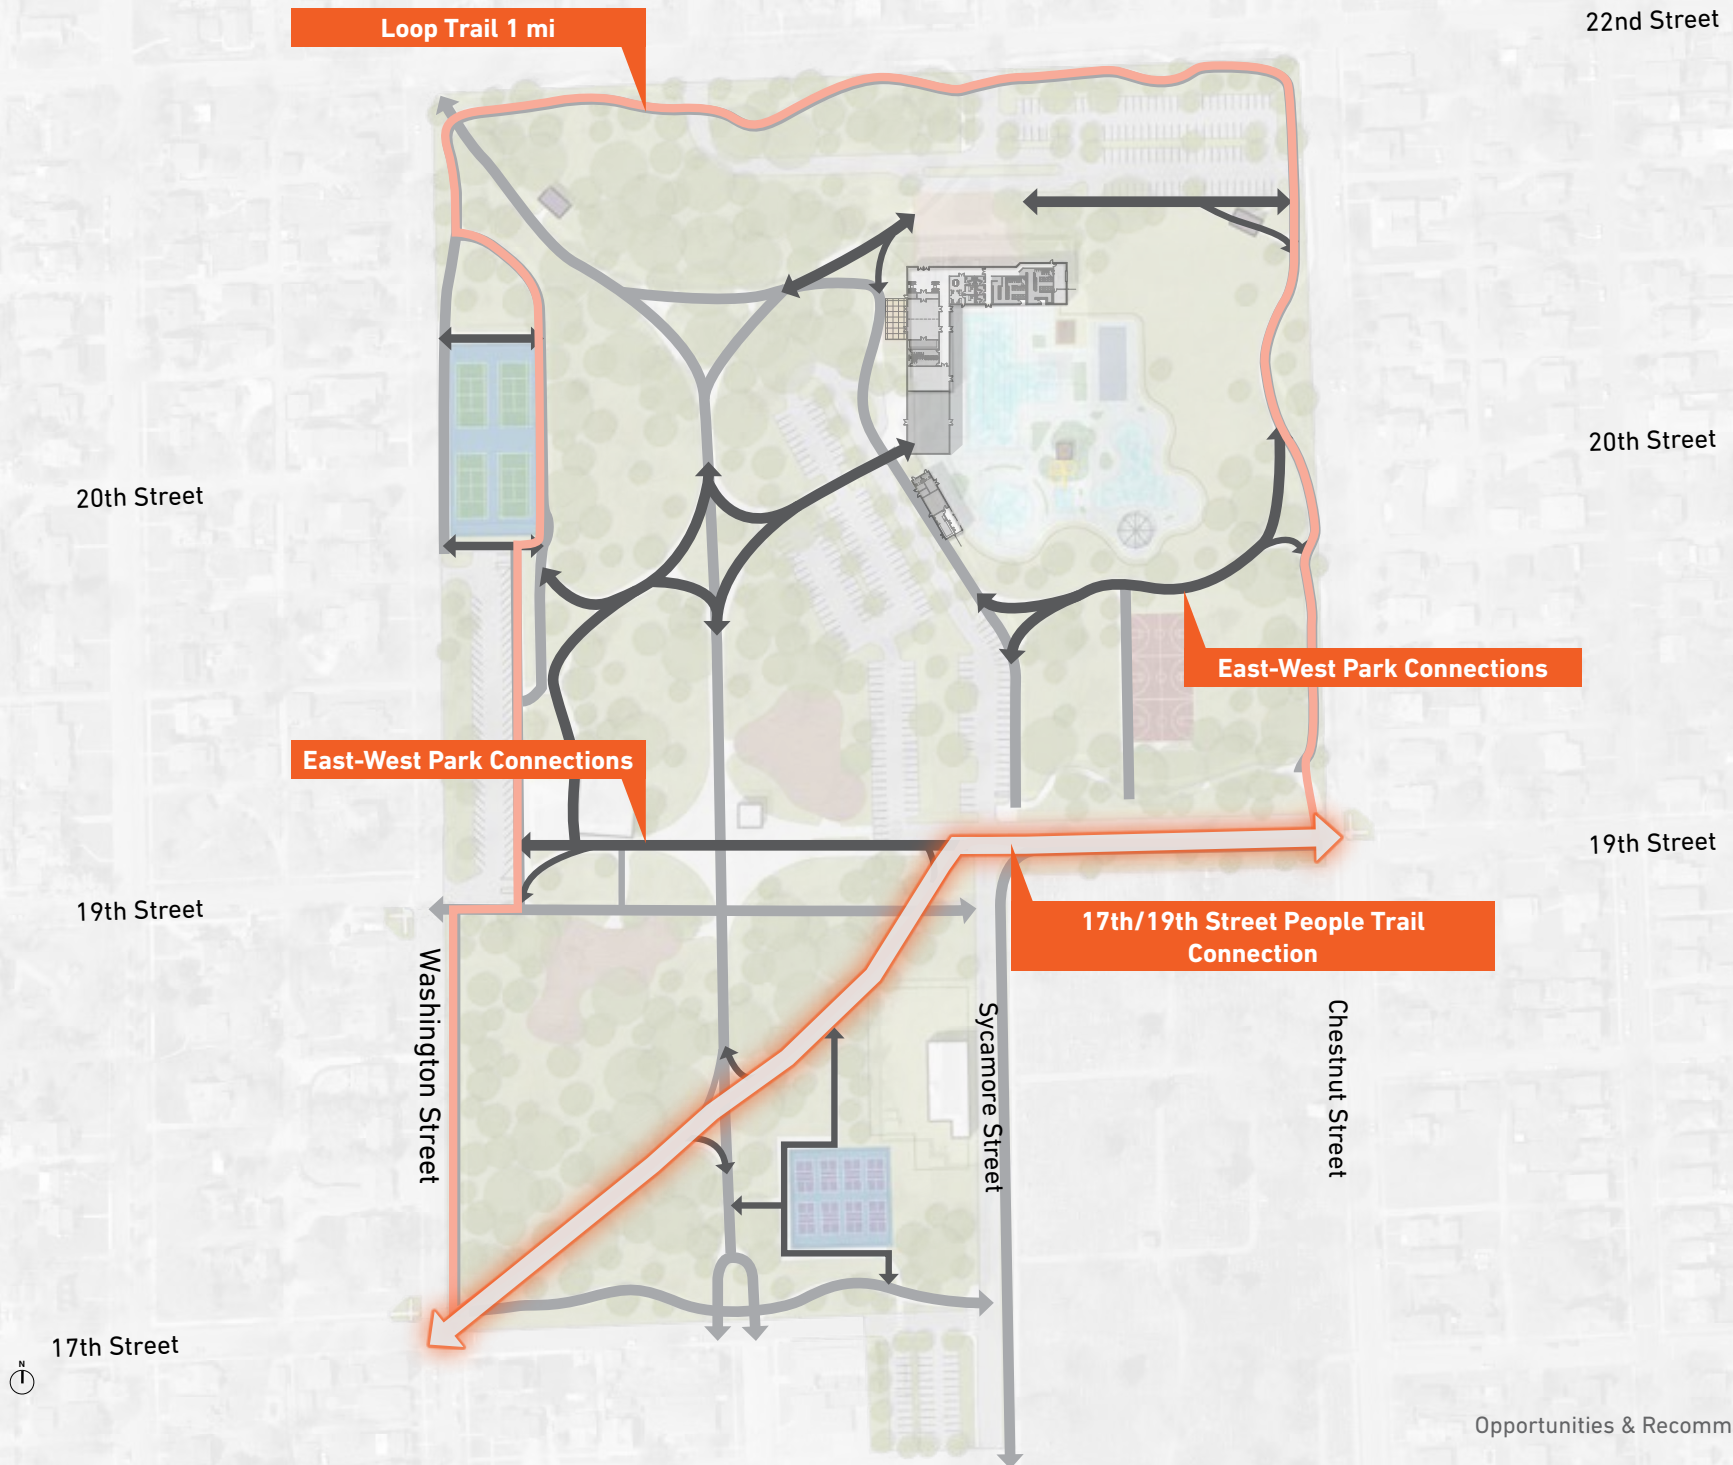 22nd Street
Loop Trail 1 mi
20th Street
20th Street
East-West Park Connections
East-West Park Connections
19th Street
19th Street
17th/19th Street People Trail
Connection
Washington Street
Sycamore Street
Chestnut Street
17th Street
N
Opportunities & Recomm